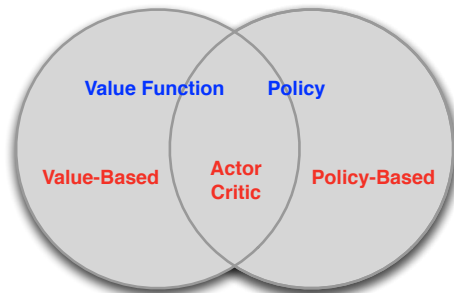 Value Function
Policy
Value-Based
Actor
Critic
Policy-Based